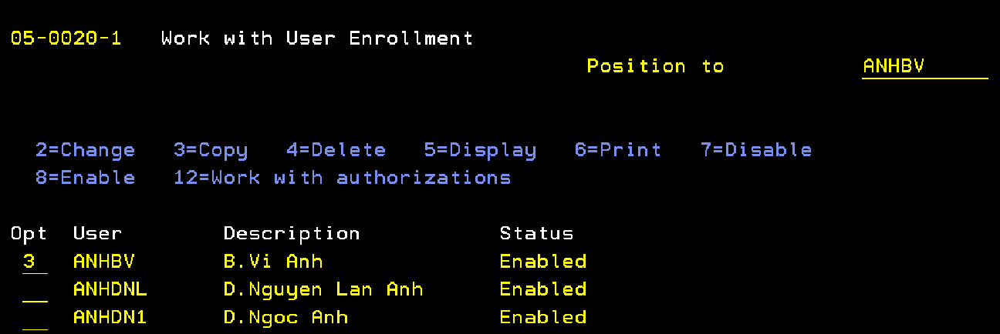 05-0020-1 Work with User Enrollment
Position to ANHBV
2=Change 3=Copy 4=Delete 5=Display 6=Print 7=Disable
8=Enable 12=Work with authorizations
Opt User Description Status
3 ANHBV B.Vi Anh Enabled
ANHDNL D.Nguyen Lan Anh Enabled
ANHDN1 D.Ngoc Anh Enabled